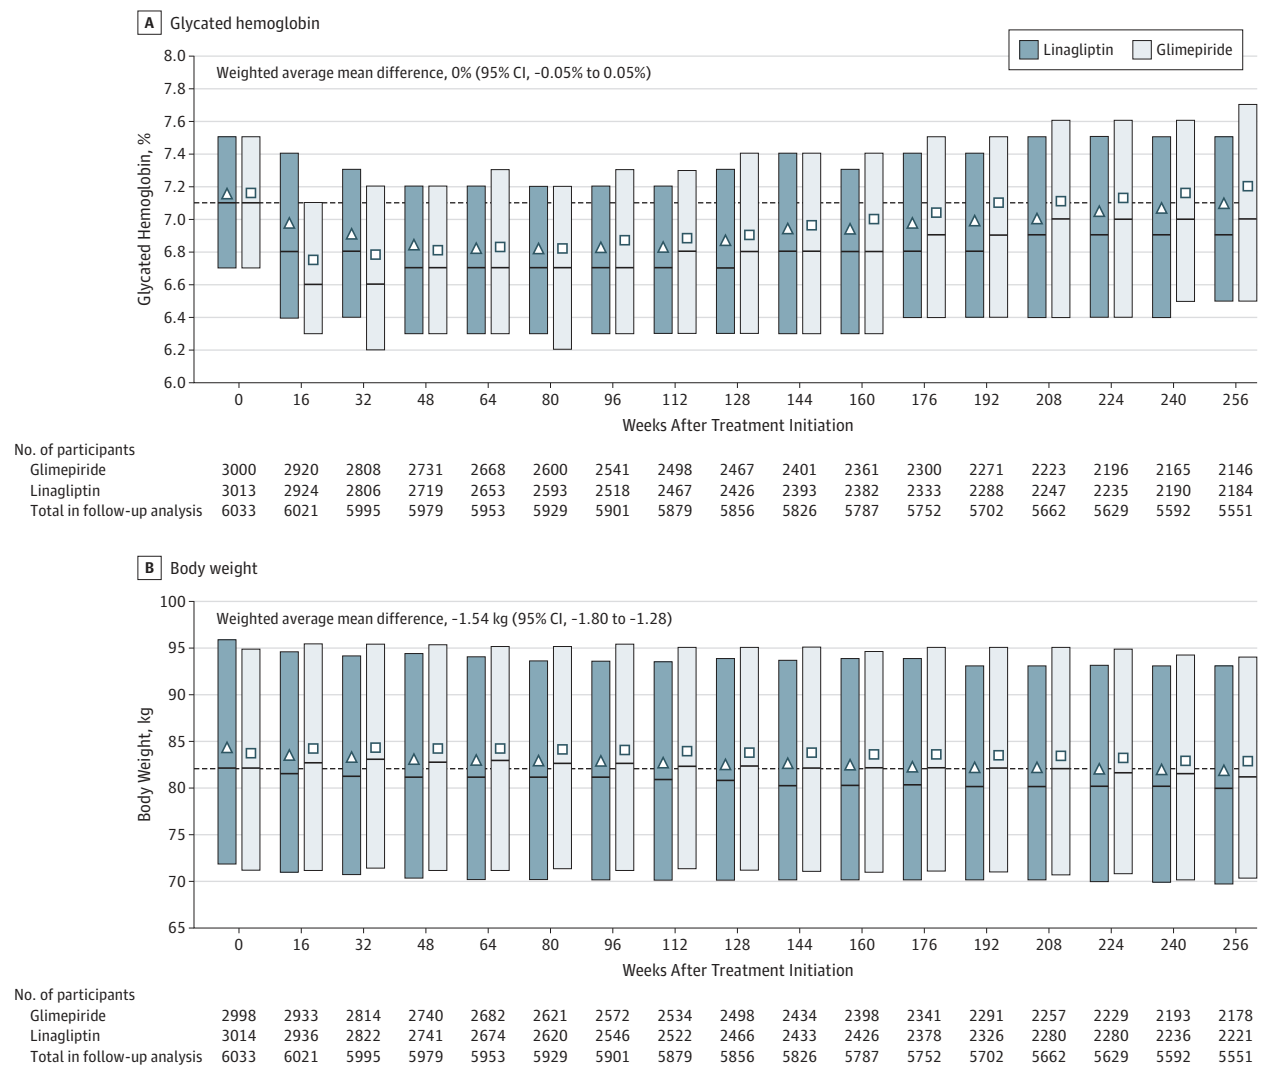 A Glycated hemoglobin
Linagliptin Glimepiride
Weighted average mean difference, 0% (95% CI, -0.05% to 0.05%)
8.0
7.8
7.6
7.4
7.2
7.0
6.8
6.6
6.4
6.2
6.0
Glycated Hemoglobin, %
0 16 32 48 64 80 96 112 128 144 160 176 192 208 224 240 256
Weeks After Treatment Initiation
No. of participants
Glimepiride 3000 2920 2808 2731 2668 2600 2541 2498 2467 2401 2361 2300 2271 2223 2196 2165 2146
Linagliptin 3013 2924 2806 2719 2653 2593 2518 2467 2426 2393 2382 2333 2288 2247 2235 2190 2184
Total in follow-up analysis 6033 6021 5995 5979 5953 5929 5901 5879 5856 5826 5787 5752 5702 5662 5629 5592 5551
B Body weight
Weighted average mean difference, -1.54 kg (95% CI, -1.80 to -1.28)
100
95
90
85
80
75
70
65
Body Weight, kg
0 16 32 48 64 80 96 112 128 144 160 176 192 208 224 240 256
Weeks After Treatment Initiation
No. of participants
Glimepiride 2998 2933 2814 2740 2682 2621 2572 2534 2498 2434 2398 2341 2291 2257 2229 2193 2178
Linagliptin 3014 2936 2822 2741 2674 2620 2546 2522 2466 2433 2426 2378 2326 2280 2280 2236 2221
Total in follow-up analysis 6033 6021 5995 5979 5953 5929 5901 5879 5856 5826 5787 5752 5702 5662 5629 5592 5551